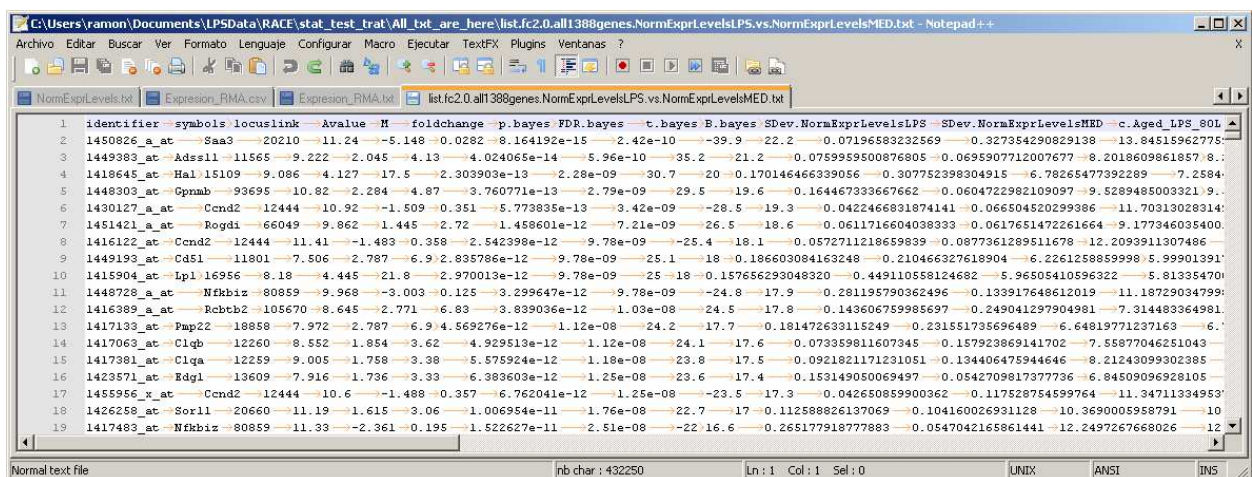 C:\Users\ramon\Documents\LPSData\RACE\stat_test_trat\All_txt_are_here\list.fc2.0.all1388genes.NormExprLevelsLPS.vs.NormExprLevelsMED.txt - Notepad++
Archivo Editar Buscar Ver Formato Lenguaje Configurar Macro Ejecutar TextFX Plugins Ventanas ? X
NormExprLevels.txt Expresion_RMA.csv Expresion_RMA.txt list.fc2.0.all1388genes.NormExprLevelsLPS.vs.NormExprLevelsMED.txt
1 identifier symbols locuslink Avalue M foldchange p.bayes FDR.bayes t.bayes B.bayes SDev.NormExprLevelsLPS SDev.NormExprLevelsMED c.Aged_LPS_80L
2 1450826_a_at Saa3 20210 11.24 -5.148 0.0282 8.164192e-15 2.42e-10 -39.9 22.2 0.07196583232569 0.327354290829138 13.84515962775
3 1449383_at Adssl1 11565 9.222 2.045 4.13 4.024065e-14 5.96e-10 35.2 21.2 0.0759959500876805 0.0695907712007677 8.2018609861857 8.
4 1418645_at Hal 15109 9.086 4.127 17.5 2.303903e-13 2.28e-09 30.7 20 0.170146466339056 0.307752398304915 6.78265477392289 7.2584
5 1448303_at Gpnmb 93695 10.82 2.284 4.87 3.760771e-13 2.79e-09 29.5 19.6 0.164467333667662 0.0604722982109097 9.5289485003321 9.
6 1430127_a_at Ccnd2 12444 10.92 -1.509 0.351 5.773835e-13 3.42e-09 -28.5 19.3 0.0422466831874141 0.066504520299386 11.7031302831
7 1451421_a_at Rogdi 66049 9.862 1.445 2.72 1.458601e-12 7.21e-09 26.5 18.6 0.0611716604038333 0.0617651472261664 9.177346035400
8 1416122_at Ccnd2 12444 11.41 -1.483 0.358 2.542398e-12 9.78e-09 -25.4 18.1 0.0572711218659839 0.0877361289511678 12.2093911307486
9 1449193_at Cd5l 11801 7.506 2.787 6.9 2.835786e-12 9.78e-09 25.1 18 0.186603084163248 0.210466327618904 6.2261258859998 5.99901391
10 1415904_at Lpl 16956 8.18 4.445 21.8 2.970013e-12 9.78e-09 25 18 0.157656293048320 0.449110558124682 5.96505410596322 5.81335470
11 1448728_a_at Nfkbiz 80859 9.968 -3.003 0.125 3.299647e-12 9.78e-09 -24.8 17.9 0.281195790362496 0.133917648612019 11.1872903479
12 1416389_a_at Rcbtb2 105670 8.645 2.771 6.83 3.839036e-12 1.03e-08 24.5 17.8 0.143606759985697 0.249041297904981 7.314483364981
13 1417133_at Pmp22 18858 7.972 2.787 6.9 4.569276e-12 1.12e-08 24.2 17.7 0.181472633115249 0.231551735696489 6.64819771237163 6.
14 1417063_at C1qb 12260 8.552 1.854 3.62 4.929513e-12 1.12e-08 24.1 17.6 0.073359811607345 0.157923869141702 7.55877046251043
15 1417381_at C1qa 12259 9.005 1.758 3.38 5.575924e-12 1.18e-08 23.8 17.5 0.0921821171231051 0.134406475944646 8.21243099302385
16 1423571_at Edg1 13609 7.916 1.736 3.33 6.383603e-12 1.25e-08 23.6 17.4 0.153149050069497 0.0542709817377736 6.84509096928105
17 1455956_x_at Ccnd2 12444 10.6 -1.488 0.357 6.762041e-12 1.25e-08 -23.5 17.3 0.042650859900362 0.117528754599764 11.34711334953
18 1426258_at Sorl1 20660 11.19 1.615 3.06 1.006954e-11 1.76e-08 22.7 17 0.112588826137069 0.104160026931128 10.3690005958791 10
19 1417483_at Nfkbiz 80859 11.33 -2.361 0.195 1.522627e-11 2.51e-08 -22 16.6 0.265177918777883 0.0547042165861441 12.2497267668026 12
Normal text file nb char : 432250 Ln : 1 Col : 1 Sel : 0 UNIX ANSI INS